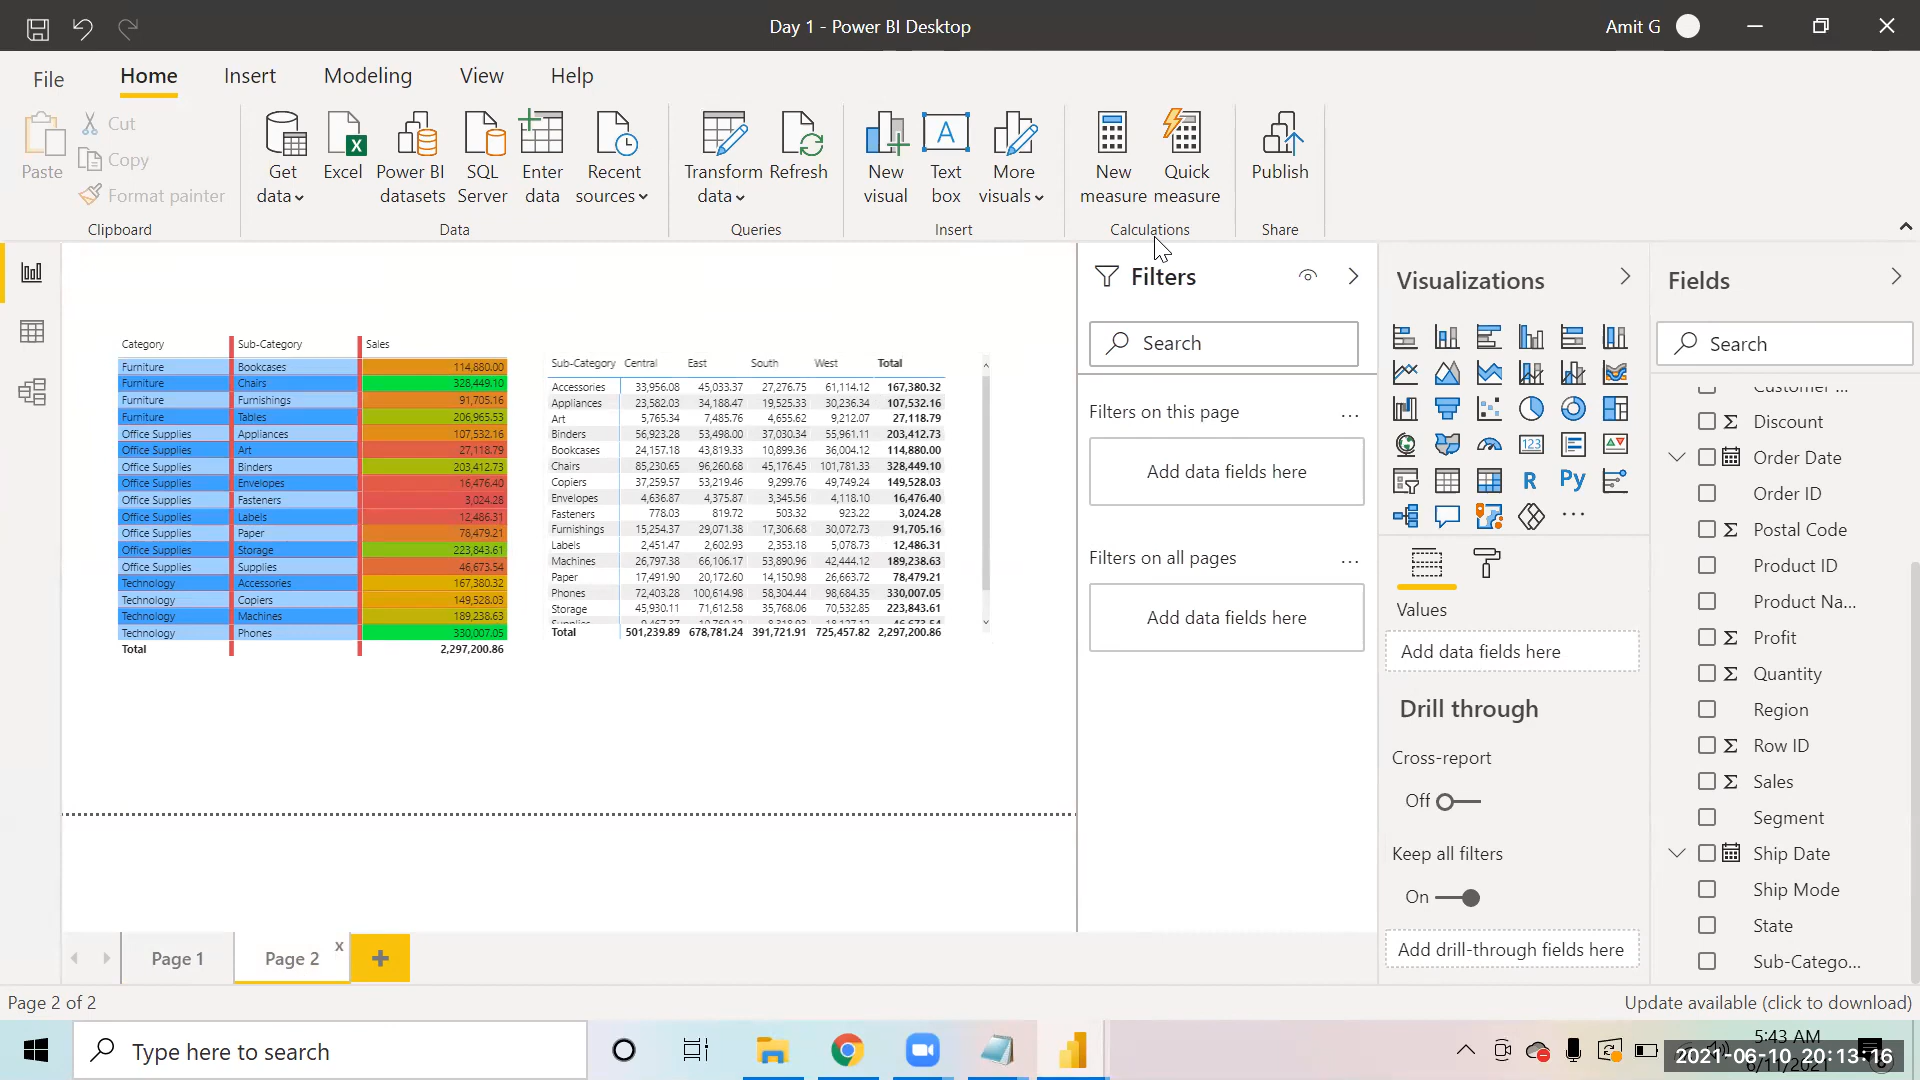 Day 1 - Power BI Desktop
Amit G
File
Home
Insert
Modeling
View
Help
Paste
Cut
Copy
Format painter
Clipboard
Get data
Excel
Power BI datasets
SQL Server
Enter data
Recent sources
Data
Transform data
Refresh
Queries
New visual
Text box
More visuals
Insert
New measure
Quick measure
Calculations
Publish
Share
Category Sub-Category Sales
Furniture Bookcases 114,880.00
Furniture Chairs 328,449.10
Furniture Furnishings 91,705.16
Furniture Tables 206,965.53
Office Supplies Appliances 107,532.16
Office Supplies Art 27,118.79
Office Supplies Binders 203,412.73
Office Supplies Envelopes 16,476.40
Office Supplies Fasteners 3,024.28
Office Supplies Labels 12,486.31
Office Supplies Paper 78,479.21
Office Supplies Storage 223,843.61
Office Supplies Supplies 46,673.54
Technology Accessories 167,380.32
Technology Copiers 149,528.03
Technology Machines 189,238.63
Technology Phones 330,007.05
Total 2,297,200.86
Sub-Category Central East South West Total
Accessories 33,956.08 45,033.37 27,276.75 61,114.12 167,380.32
Appliances 23,582.03 34,188.47 19,525.33 30,236.34 107,532.16
Art 5,765.34 7,485.76 4,655.62 9,212.07 27,118.79
Binders 56,923.28 53,498.00 37,030.34 55,961.11 203,412.73
Bookcases 24,157.18 43,819.33 10,899.36 36,004.12 114,880.00
Chairs 85,230.65 96,260.68 45,176.45 101,781.33 328,449.10
Copiers 37,259.57 53,219.46 9,299.76 49,749.24 149,528.03
Envelopes 4,636.87 4,375.87 3,345.56 4,118.10 16,476.40
Fasteners 778.03 819.72 503.32 923.22 3,024.28
Furnishings 15,254.37 29,071.38 17,306.68 30,072.73 91,705.16
Labels 2,451.47 2,602.93 2,353.18 5,078.73 12,486.31
Machines 26,797.38 66,106.17 53,890.96 42,444.12 189,238.63
Paper 17,491.90 20,172.60 14,150.98 26,663.72 78,479.21
Phones 72,403.28 100,614.98 58,304.44 98,684.35 330,007.05
Storage 45,930.11 71,612.58 35,768.06 70,532.85 223,843.61
Total 501,239.89 678,781.24 391,721.91 725,457.82 2,297,200.86
Filters
Search
Filters on this page ...
Add data fields here
Filters on all pages ...
Add data fields here
Visualizations
123
R
Py
...
Values
Add data fields here
Drill through
Cross-report
Off
Keep all filters
On
Add drill-through fields here
Fields
Search
Customer ...
Discount
Order Date
Order ID
Postal Code
Product ID
Product Na...
Profit
Quantity
Region
Row ID
Sales
Segment
Ship Date
Ship Mode
State
Sub-Catego...
Page 1
Page 2
x
+
Page 2 of 2
Update available (click to download)
Type here to search
5:43 AM
2021-06-10 20:13:16